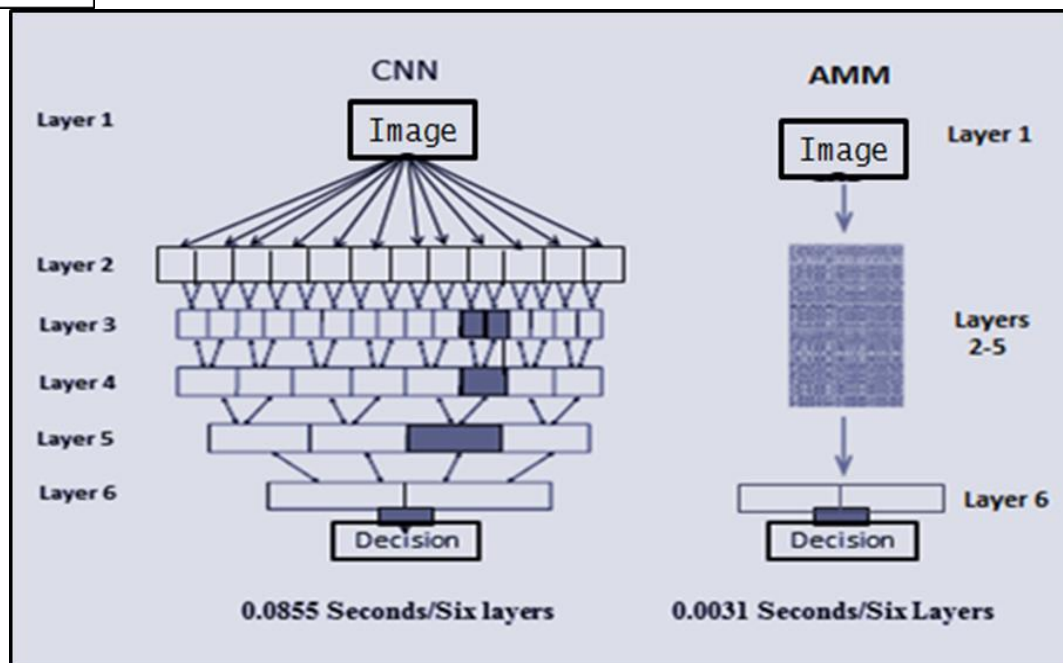 CNN
Layer 1
Image
Layer 2
Layer 3
Layer 4
Layer 5
Layer 6
Decision
0.0855 Seconds/Six layers
AMM
Image
Layer 1
Layers
2-5
Layer 6
Decision
0.0031 Seconds/Six Layers